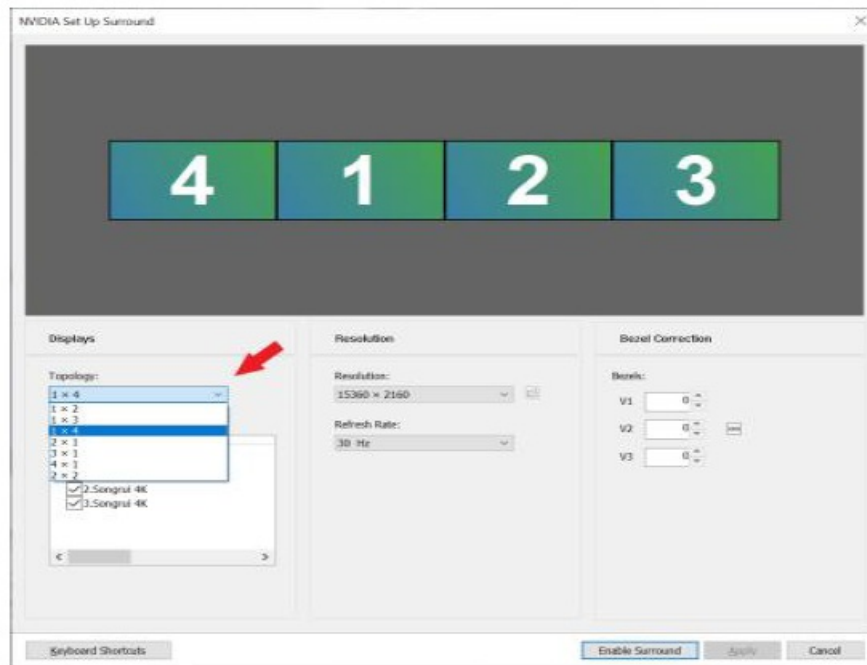 NVIDIA Set Up Surround
4 1 2 3
Displays
Topology:
1 × 4
1 × 2
1 × 3
1 × 4
2 × 1
3 × 1
4 × 1
2 × 2
2.Songrui 4K
3.Songrui 4K
Resolution
Resolution:
15360 × 2160
Refresh Rate:
30 Hz
Bezel Correction
Bezels:
V1 0
V2 0
V3 0
Keyboard Shortcuts
Enable Surround
Apply
Cancel